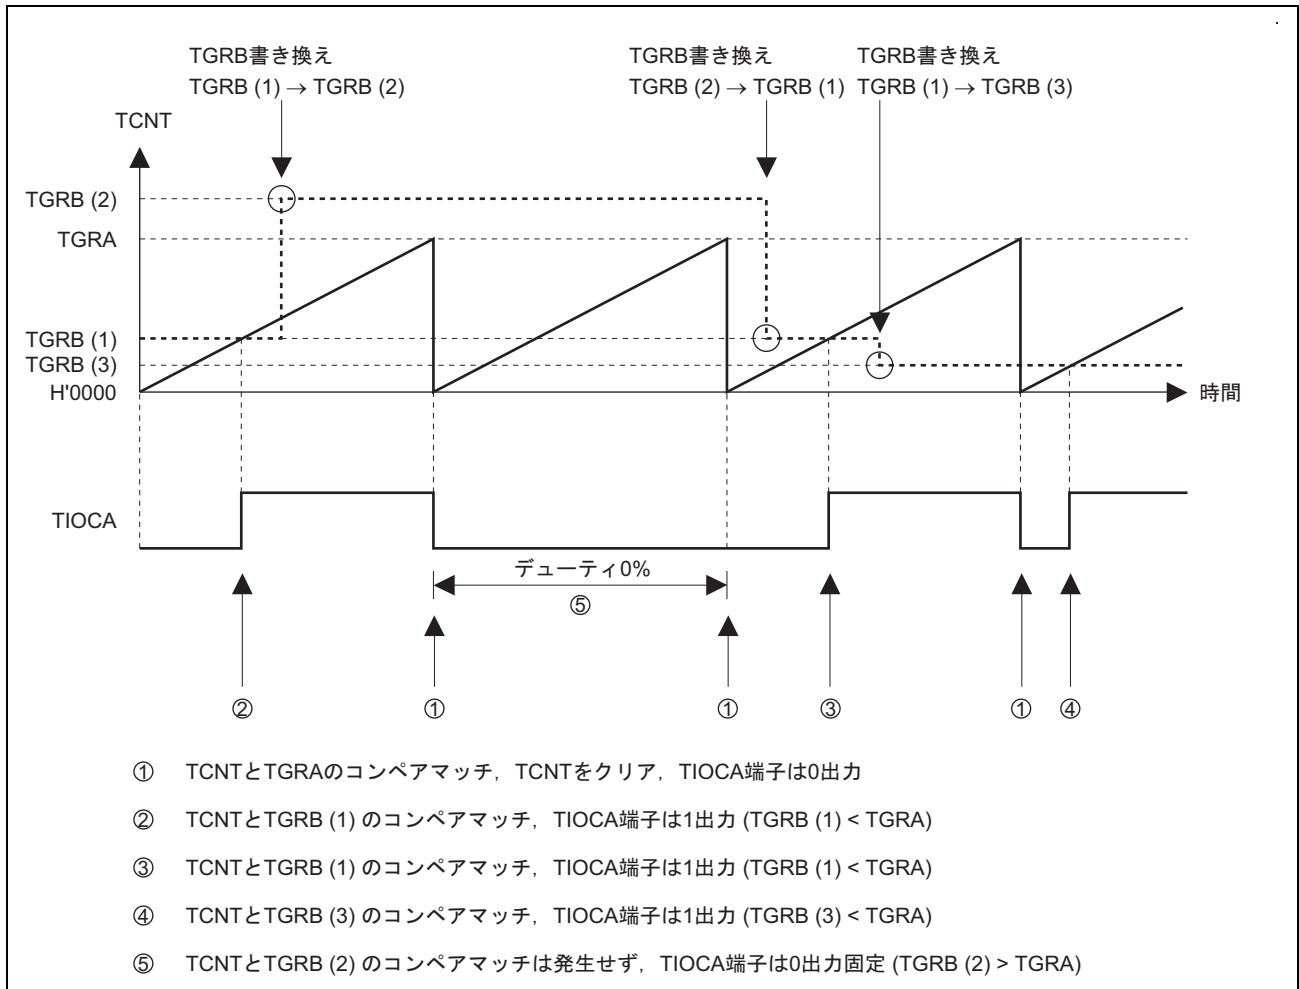 TGRB書き換え
TGRB (1) → TGRB (2)
TGRB書き換え
TGRB (2) → TGRB (1)
TGRB書き換え
TGRB (1) → TGRB (3)
TCNT
TGRB (2)
TGRA
TGRB (1)
TGRB (3)
H'0000
時間
TIOCA
デューティ0%
⑤
② ① ① ③ ① ④
① TCNTとTGRAのコンペアマッチ，TCNTをクリア，TIOCA端子は0出力
② TCNTとTGRB (1) のコンペアマッチ，TIOCA端子は1出力 (TGRB (1) < TGRA)
③ TCNTとTGRB (1) のコンペアマッチ，TIOCA端子は1出力 (TGRB (1) < TGRA)
④ TCNTとTGRB (3) のコンペアマッチ，TIOCA端子は1出力 (TGRB (3) < TGRA)
⑤ TCNTとTGRB (2) のコンペアマッチは発生せず，TIOCA端子は0出力固定 (TGRB (2) > TGRA)